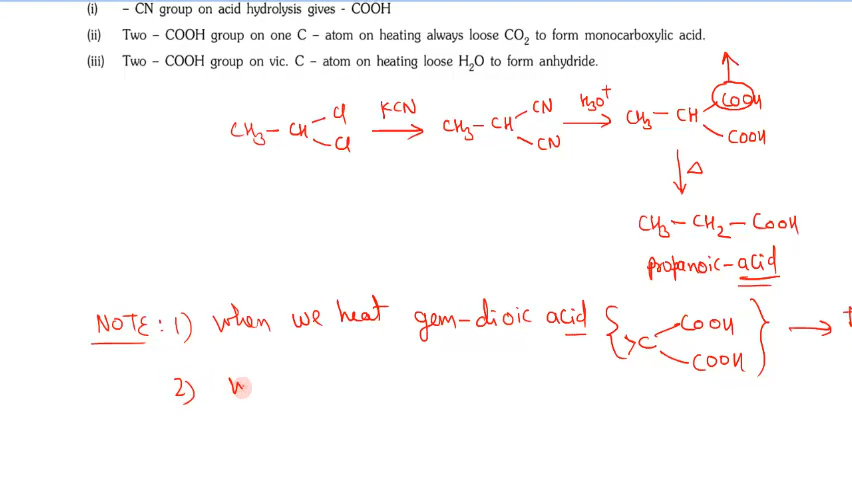 (i) – CN group on acid hydrolysis gives - COOH
(ii) Two – COOH group on one C – atom on heating always loose CO₂ to form monocarboxylic acid.
(iii) Two – COOH group on vic. C – atom on heating loose H₂O to form anhydride.
CH₃ – CH
Cl
Cl
KCN
CH₃ – CH
CN
CN
H₃O⁺
CH₃ – CH
COOH
COOH
Δ
CH₃ – CH₂ – COOH
propanoic-acid
NOTE : 1) when we heat gem-dioic acid { >C
COOH
COOH
} →
2)